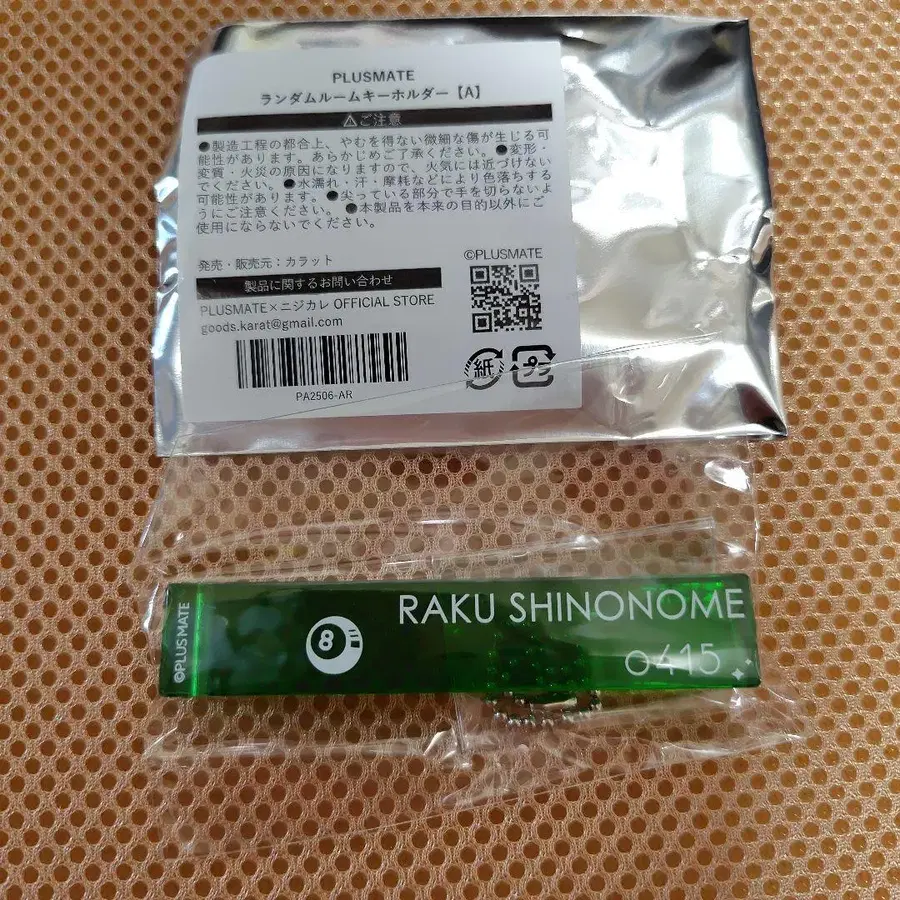 PLUSMATE
ランダムルームキーホルダー【A】
⚠ご注意
●製造工程の都合上、やむを得ない微細な傷が生じる可
能性があります。あらかじめご了承ください。●変形・
変質・火災の原因になりますので、火気には近づけない
でください。●水濡れ・汗・摩耗などにより色落ちする
可能性があります。●尖っている部分で手を切らないよ
うにご注意ください。●本製品を本来の目的以外にご
使用にならないでください。
発売・販売元：カラット
製品に関するお問い合わせ
PLUSMATE×ニジカレ OFFICIAL STORE
goods.karat@gmail.com
PA2506-AR
©PLUSMATE
紙
プラ
©PLUSMATE
8
RAKU SHINONOME
0415